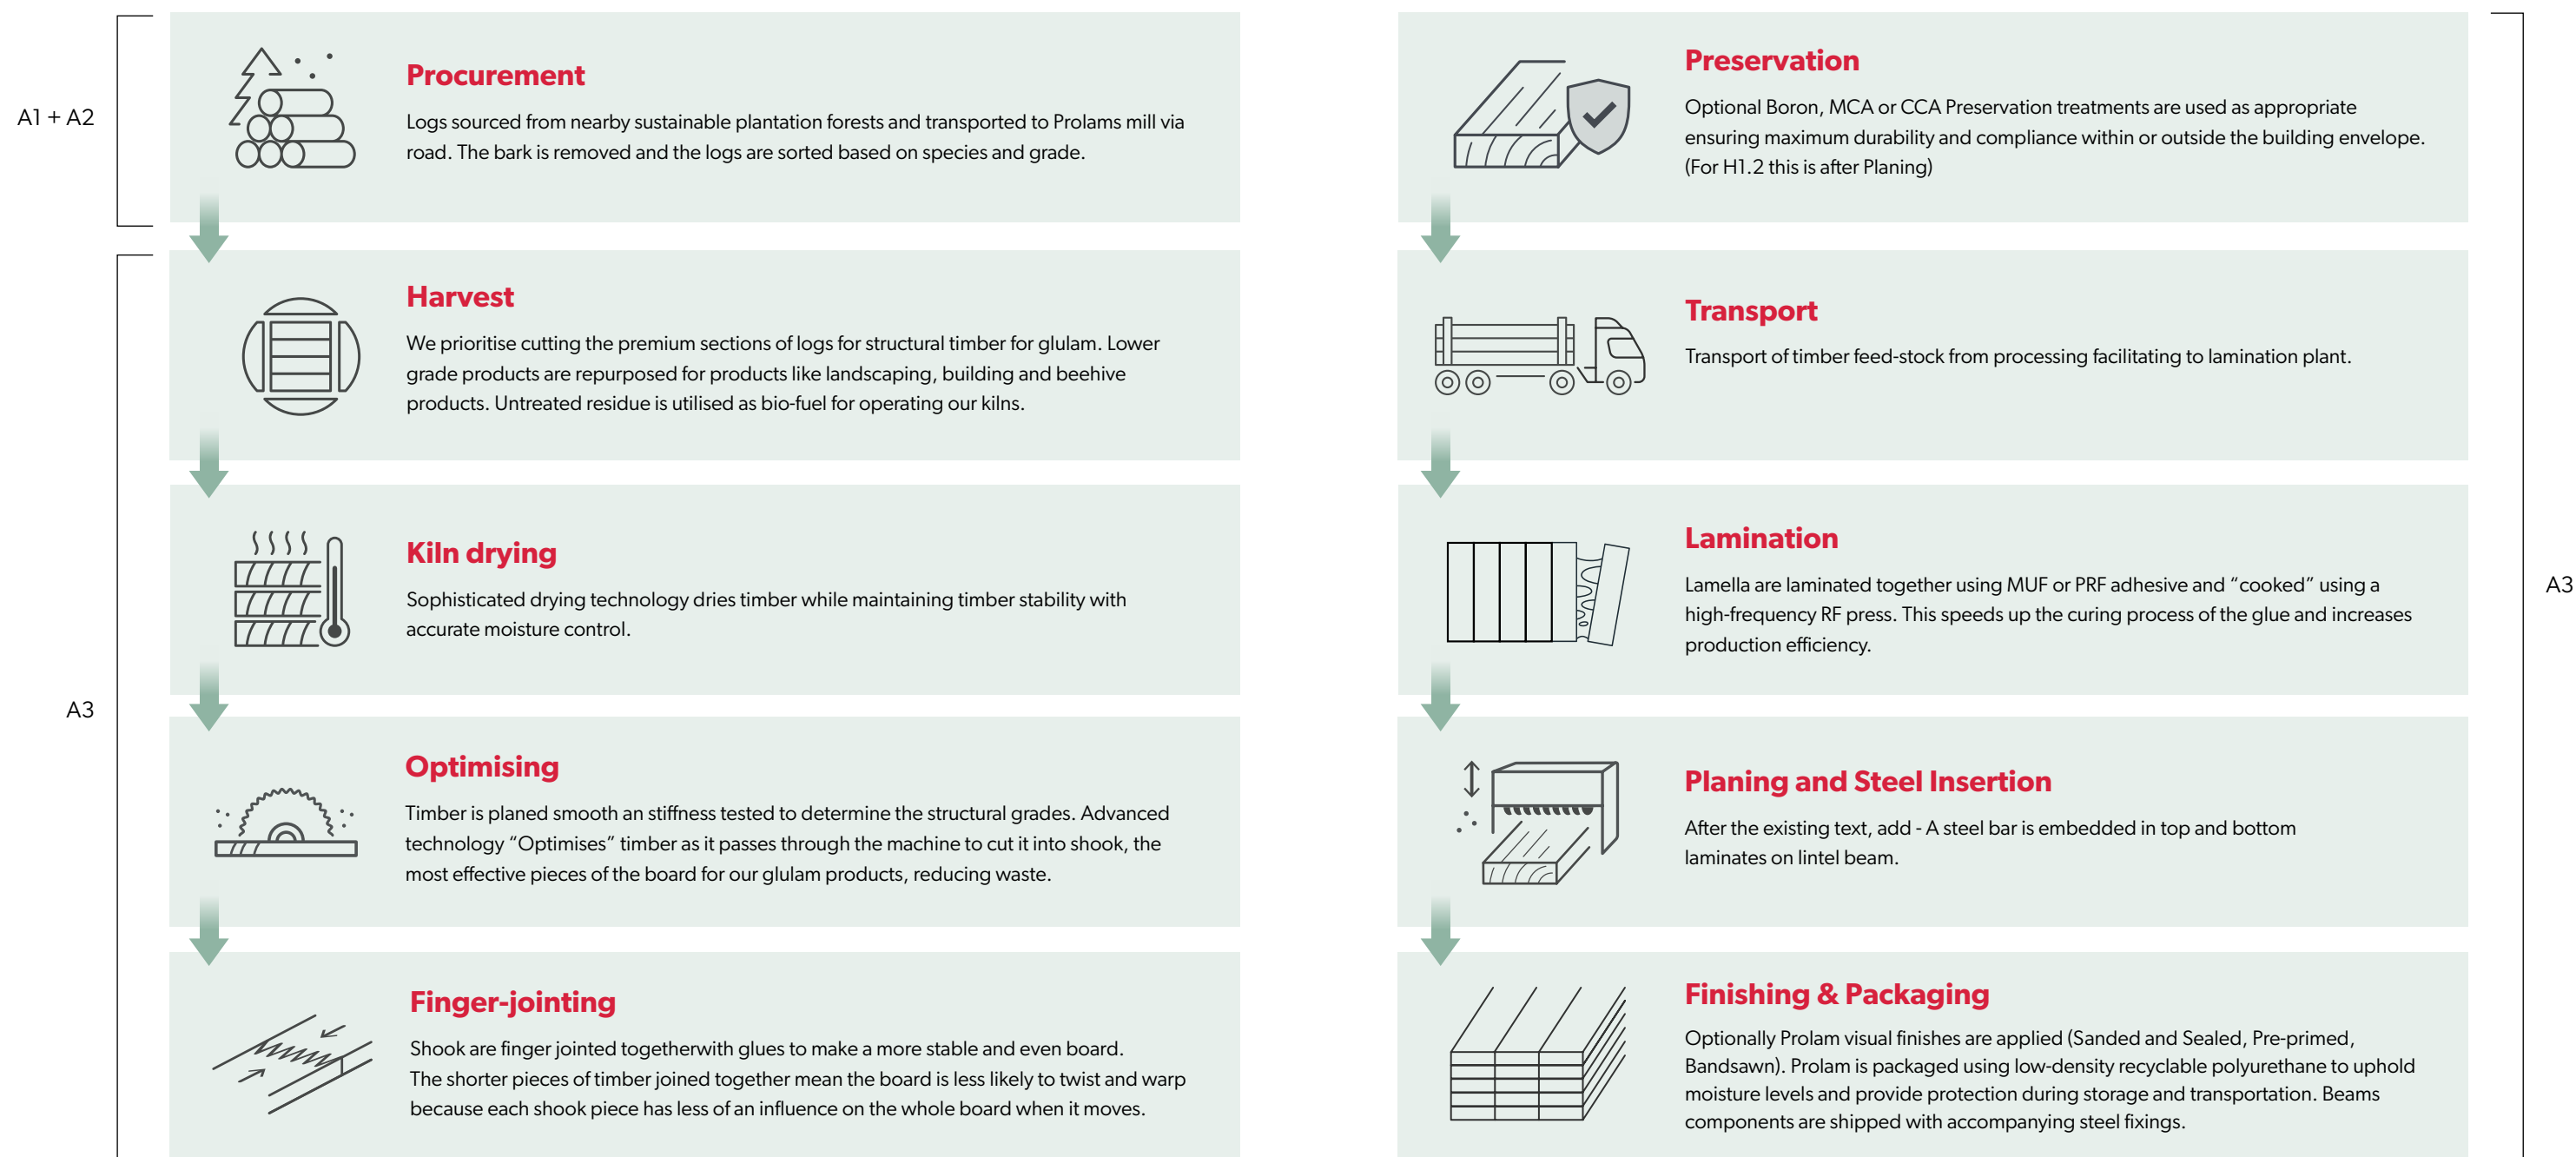 A1 + A2
Procurement
Logs sourced from nearby sustainable plantation forests and transported to Prolams mill via
road. The bark is removed and the logs are sorted based on species and grade.
A3
Harvest
We prioritise cutting the premium sections of logs for structural timber for glulam. Lower
grade products are repurposed for products like landscaping, building and beehive
products. Untreated residue is utilised as bio-fuel for operating our kilns.
Kiln drying
Sophisticated drying technology dries timber while maintaining timber stability with
accurate moisture control.
Optimising
Timber is planed smooth an stiffness tested to determine the structural grades. Advanced
technology “Optimises” timber as it passes through the machine to cut it into shook, the
most effective pieces of the board for our glulam products, reducing waste.
Finger-jointing
Shook are finger jointed togetherwith glues to make a more stable and even board.
The shorter pieces of timber joined together mean the board is less likely to twist and warp
because each shook piece has less of an influence on the whole board when it moves.
Preservation
Optional Boron, MCA or CCA Preservation treatments are used as appropriate
ensuring maximum durability and compliance within or outside the building envelope.
(For H1.2 this is after Planing)
Transport
Transport of timber feed-stock from processing facilitating to lamination plant.
Lamination
Lamella are laminated together using MUF or PRF adhesive and “cooked” using a
high-frequency RF press. This speeds up the curing process of the glue and increases
production efficiency.
Planing and Steel Insertion
After the existing text, add - A steel bar is embedded in top and bottom
laminates on lintel beam.
Finishing & Packaging
Optionally Prolam visual finishes are applied (Sanded and Sealed, Pre-primed,
Bandsawn). Prolam is packaged using low-density recyclable polyurethane to uphold
moisture levels and provide protection during storage and transportation. Beams
components are shipped with accompanying steel fixings.
A3